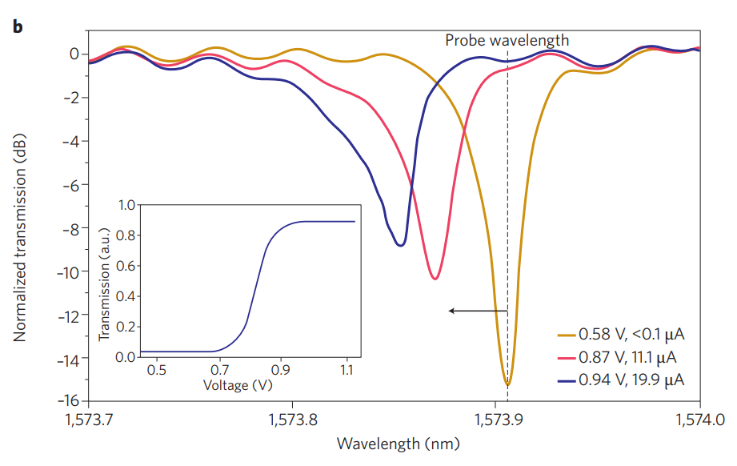 b
Probe wavelength
Normalized transmission (dB)
0
−2
−4
−6
−8
−10
−12
−14
−16
1,573.7
1,573.8
1,573.9
1,574.0
Wavelength (nm)
Transmission (a.u.)
1.0
0.8
0.6
0.4
0.2
0.0
0.5
0.7
0.9
1.1
Voltage (V)
0.58 V, <0.1 µA
0.87 V, 11.1 µA
0.94 V, 19.9 µA